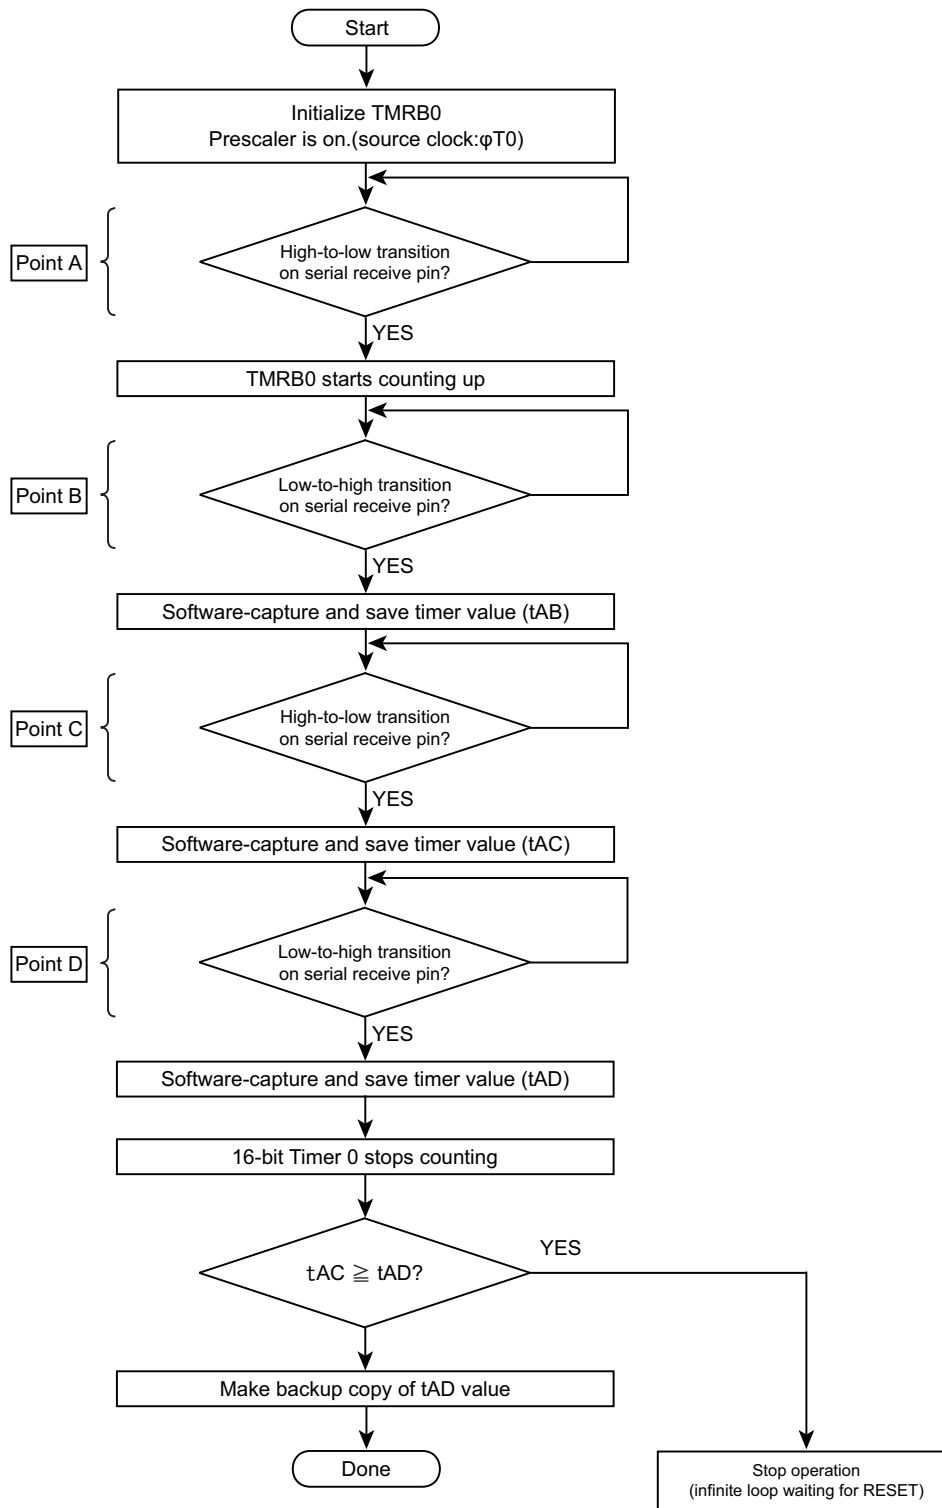 Start
Initialize TMRB0
Prescaler is on.(source clock:φT0)
Point A
High-to-low transition
on serial receive pin?
YES
TMRB0 starts counting up
Point B
Low-to-high transition
on serial receive pin?
YES
Software-capture and save timer value (tAB)
Point C
High-to-low transition
on serial receive pin?
YES
Software-capture and save timer value (tAC)
Point D
Low-to-high transition
on serial receive pin?
YES
Software-capture and save timer value (tAD)
16-bit Timer 0 stops counting
YES
tAC ≧ tAD?
Make backup copy of tAD value
Done
Stop operation
(infinite loop waiting for RESET)